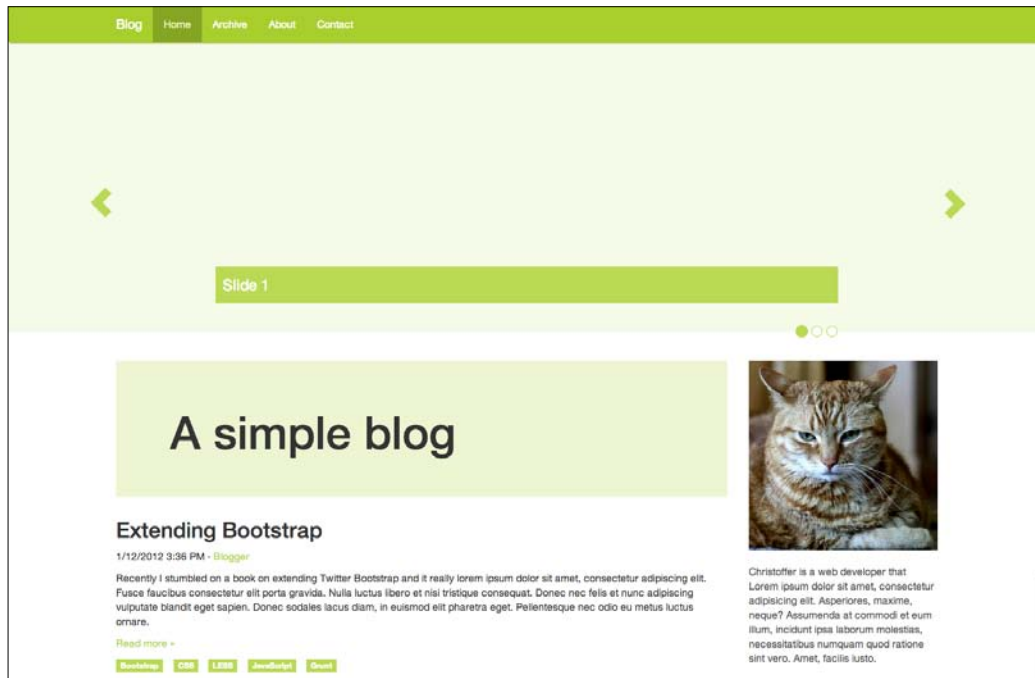 Blog Home Archive About Contact
Slide 1
A simple blog
Extending Bootstrap
1/12/2012 3:36 PM - Blogger
Recently I stumbled on a book on extending Twitter Bootstrap and it really lorem ipsum dolor sit amet, consectetur adipiscing elit.
Fusce faucibus consectetur elit porta gravida. Nulla luctus libero et nisi tristique consequat. Donec nec felis et nunc adipiscing
vulputate blandit eget sapien. Donec sodales lacus diam, in euismod elit pharetra eget. Pellentesque nec odio eu metus luctus
ornare.
Read more »
Bootstrap CSS LESS JavaScript Grunt
Christoffer is a web developer that
Lorem ipsum dolor sit amet, consectetur
adipisicing elit. Asperiores, maxime,
neque? Assumenda at commodi et eum
illum, incidunt ipsa laborum molestias,
necessitatibus numquam quod ratione
sint vero. Amet, facilis iusto.